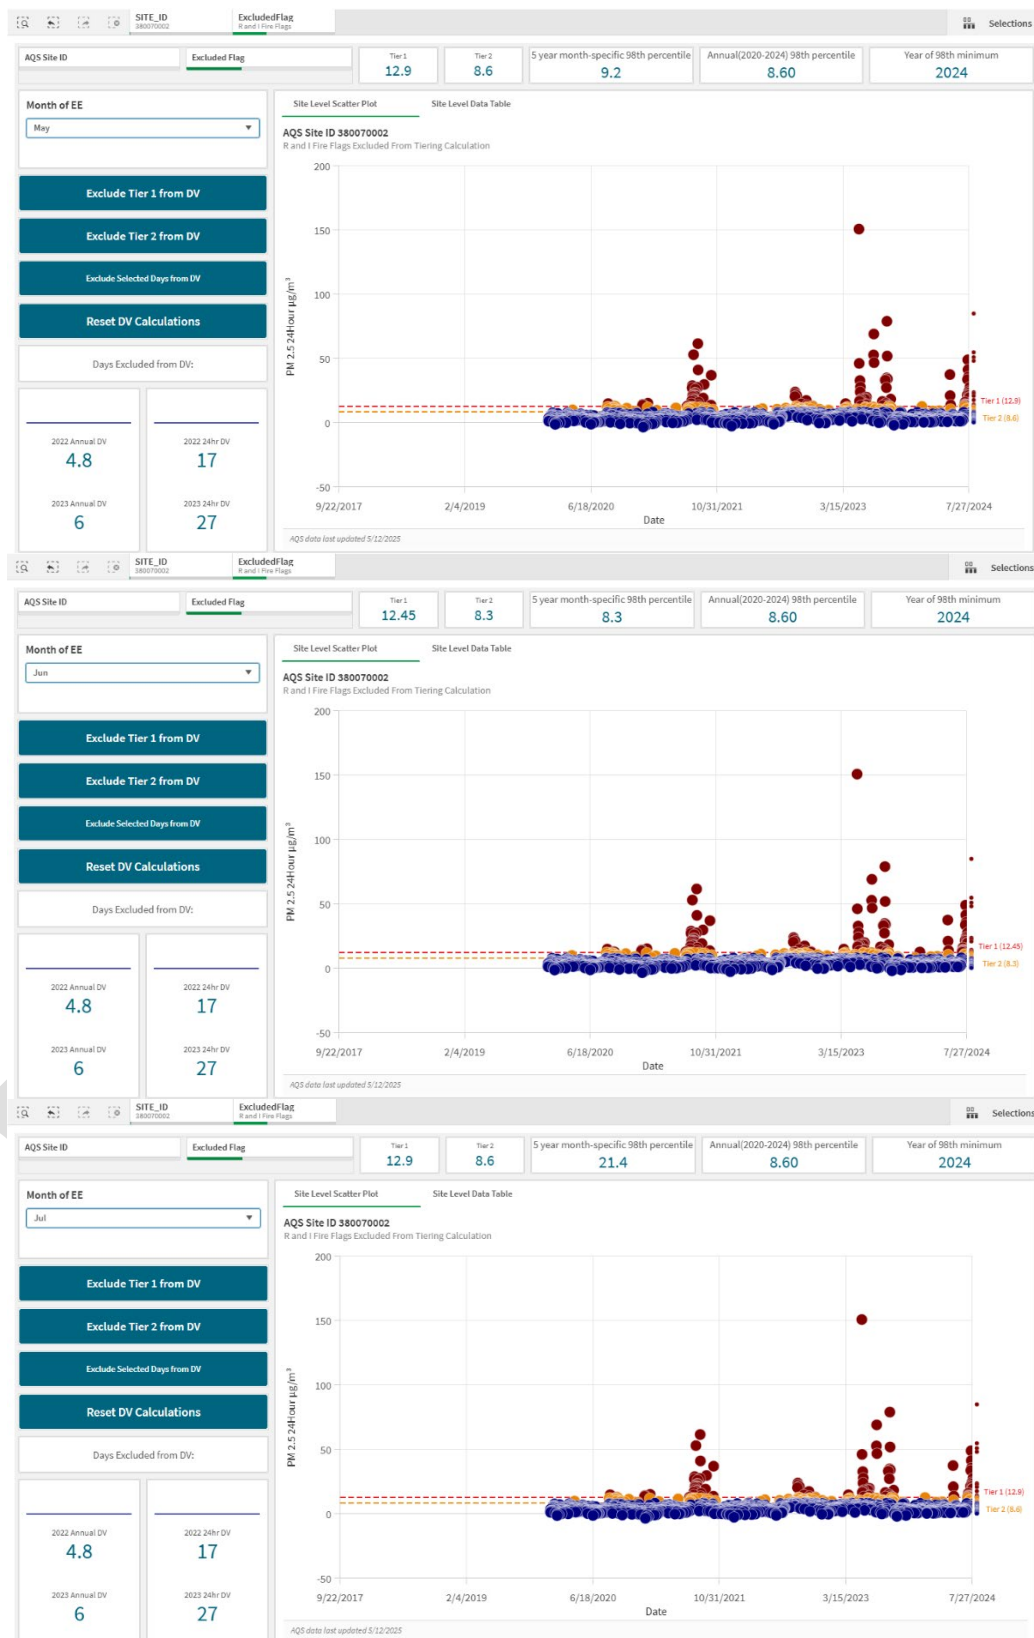 SITE_ID
380070002
ExcludedFlag
R and I Fire Flags
Selections
AQS Site ID
Excluded Flag
Tier 1
12.9
Tier 2
8.6
5 year month-specific 98th percentile
9.2
Annual(2020-2024) 98th percentile
8.60
Year of 98th minimum
2024
Month of EE
May
Exclude Tier 1 from DV
Exclude Tier 2 from DV
Exclude Selected Days from DV
Reset DV Calculations
Days Excluded from DV:
2022 Annual DV
4.8
2022 24hr DV
17
2023 Annual DV
6
2023 24hr DV
27
Site Level Scatter Plot
Site Level Data Table
AQS Site ID 380070002
R and I Fire Flags Excluded From Tiering Calculation
PM 2.5 24Hour µg/m³
200
150
100
50
0
-50
Tier 1 (12.9)
Tier 2 (8.6)
9/22/2017
2/4/2019
6/18/2020
10/31/2021
3/15/2023
7/27/2024
Date
AQS data last updated 5/12/2025
SITE_ID
380070002
ExcludedFlag
R and I Fire Flags
Selections
AQS Site ID
Excluded Flag
Tier 1
12.45
Tier 2
8.3
5 year month-specific 98th percentile
8.3
Annual(2020-2024) 98th percentile
8.60
Year of 98th minimum
2024
Month of EE
Jun
Exclude Tier 1 from DV
Exclude Tier 2 from DV
Exclude Selected Days from DV
Reset DV Calculations
Days Excluded from DV:
2022 Annual DV
4.8
2022 24hr DV
17
2023 Annual DV
6
2023 24hr DV
27
Site Level Scatter Plot
Site Level Data Table
AQS Site ID 380070002
R and I Fire Flags Excluded From Tiering Calculation
PM 2.5 24Hour µg/m³
200
150
100
50
0
-50
Tier 1 (12.45)
Tier 2 (8.3)
9/22/2017
2/4/2019
6/18/2020
10/31/2021
3/15/2023
7/27/2024
Date
AQS data last updated 5/12/2025
SITE_ID
380070002
ExcludedFlag
R and I Fire Flags
Selections
AQS Site ID
Excluded Flag
Tier 1
12.9
Tier 2
8.6
5 year month-specific 98th percentile
21.4
Annual(2020-2024) 98th percentile
8.60
Year of 98th minimum
2024
Month of EE
Jul
Exclude Tier 1 from DV
Exclude Tier 2 from DV
Exclude Selected Days from DV
Reset DV Calculations
Days Excluded from DV:
2022 Annual DV
4.8
2022 24hr DV
17
2023 Annual DV
6
2023 24hr DV
27
Site Level Scatter Plot
Site Level Data Table
AQS Site ID 380070002
R and I Fire Flags Excluded From Tiering Calculation
PM 2.5 24Hour µg/m³
200
150
100
50
0
-50
Tier 1 (12.9)
Tier 2 (8.6)
9/22/2017
2/4/2019
6/18/2020
10/31/2021
3/15/2023
7/27/2024
Date
AQS data last updated 5/12/2025